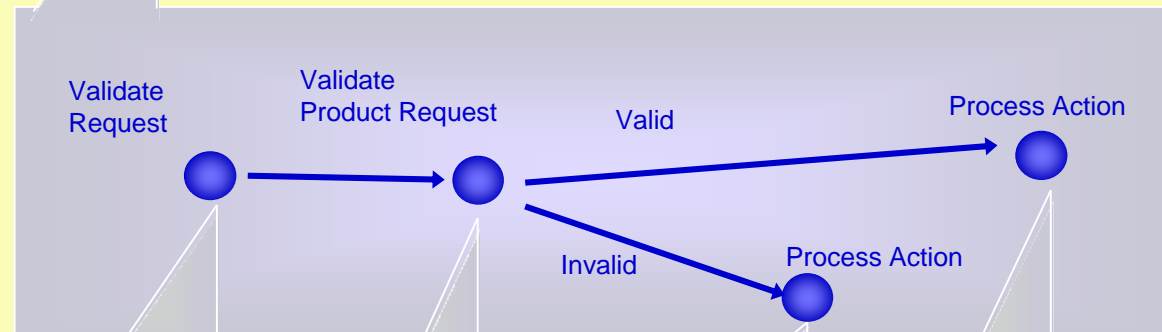 Validate
Request
Validate
Product Request
Valid
Process Action
Invalid
Process Action